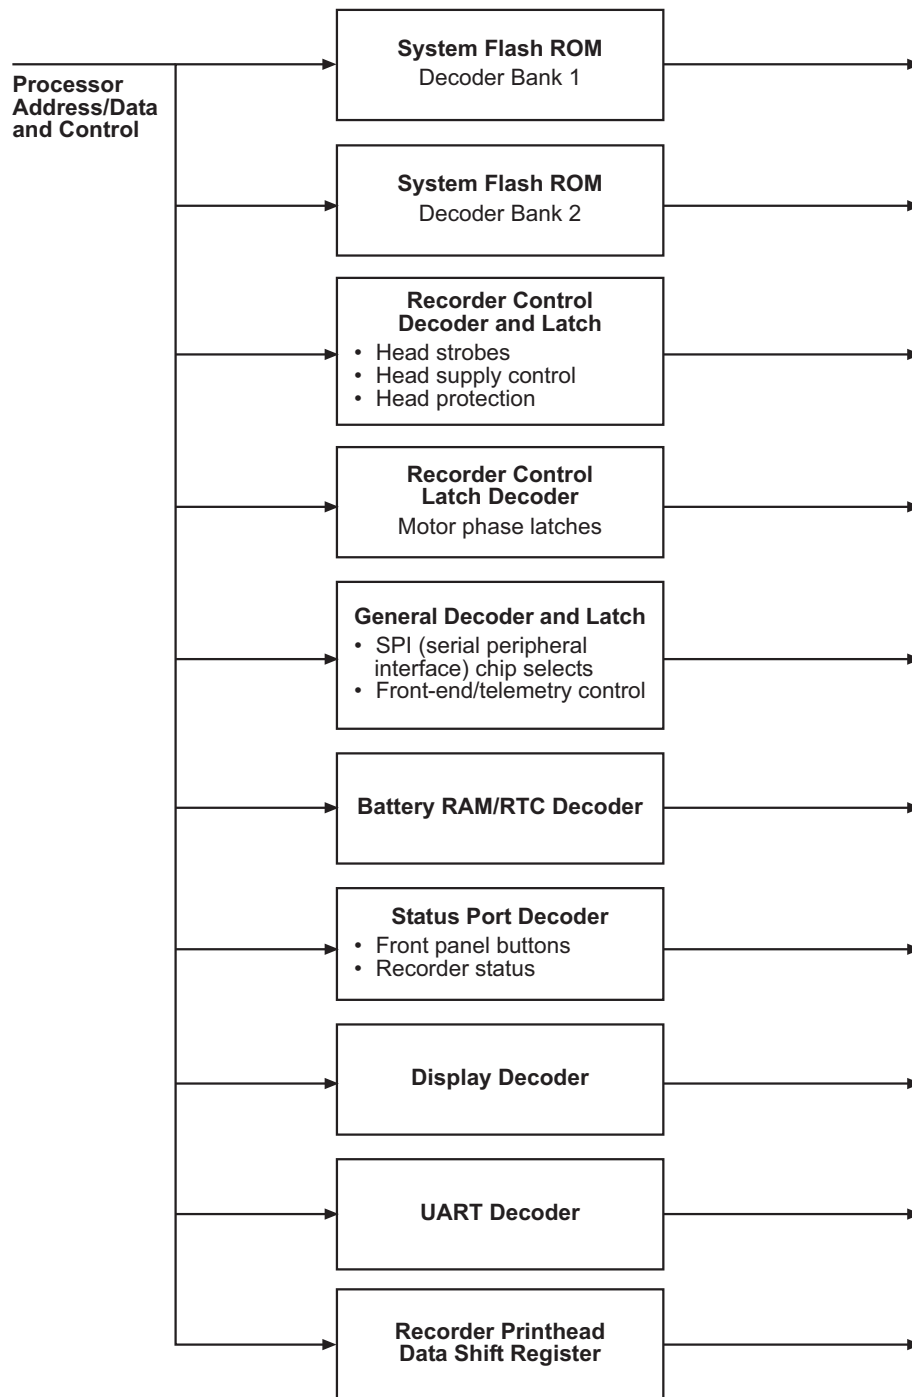 System Flash ROM
Decoder Bank 1
Processor
Address/Data
and Control
System Flash ROM
Decoder Bank 2
Recorder Control
Decoder and Latch
• Head strobes
• Head supply control
• Head protection
Recorder Control
Latch Decoder
Motor phase latches
General Decoder and Latch
• SPI (serial peripheral
interface) chip selects
• Front-end/telemetry control
Battery RAM/RTC Decoder
Status Port Decoder
• Front panel buttons
• Recorder status
Display Decoder
UART Decoder
Recorder Printhead
Data Shift Register